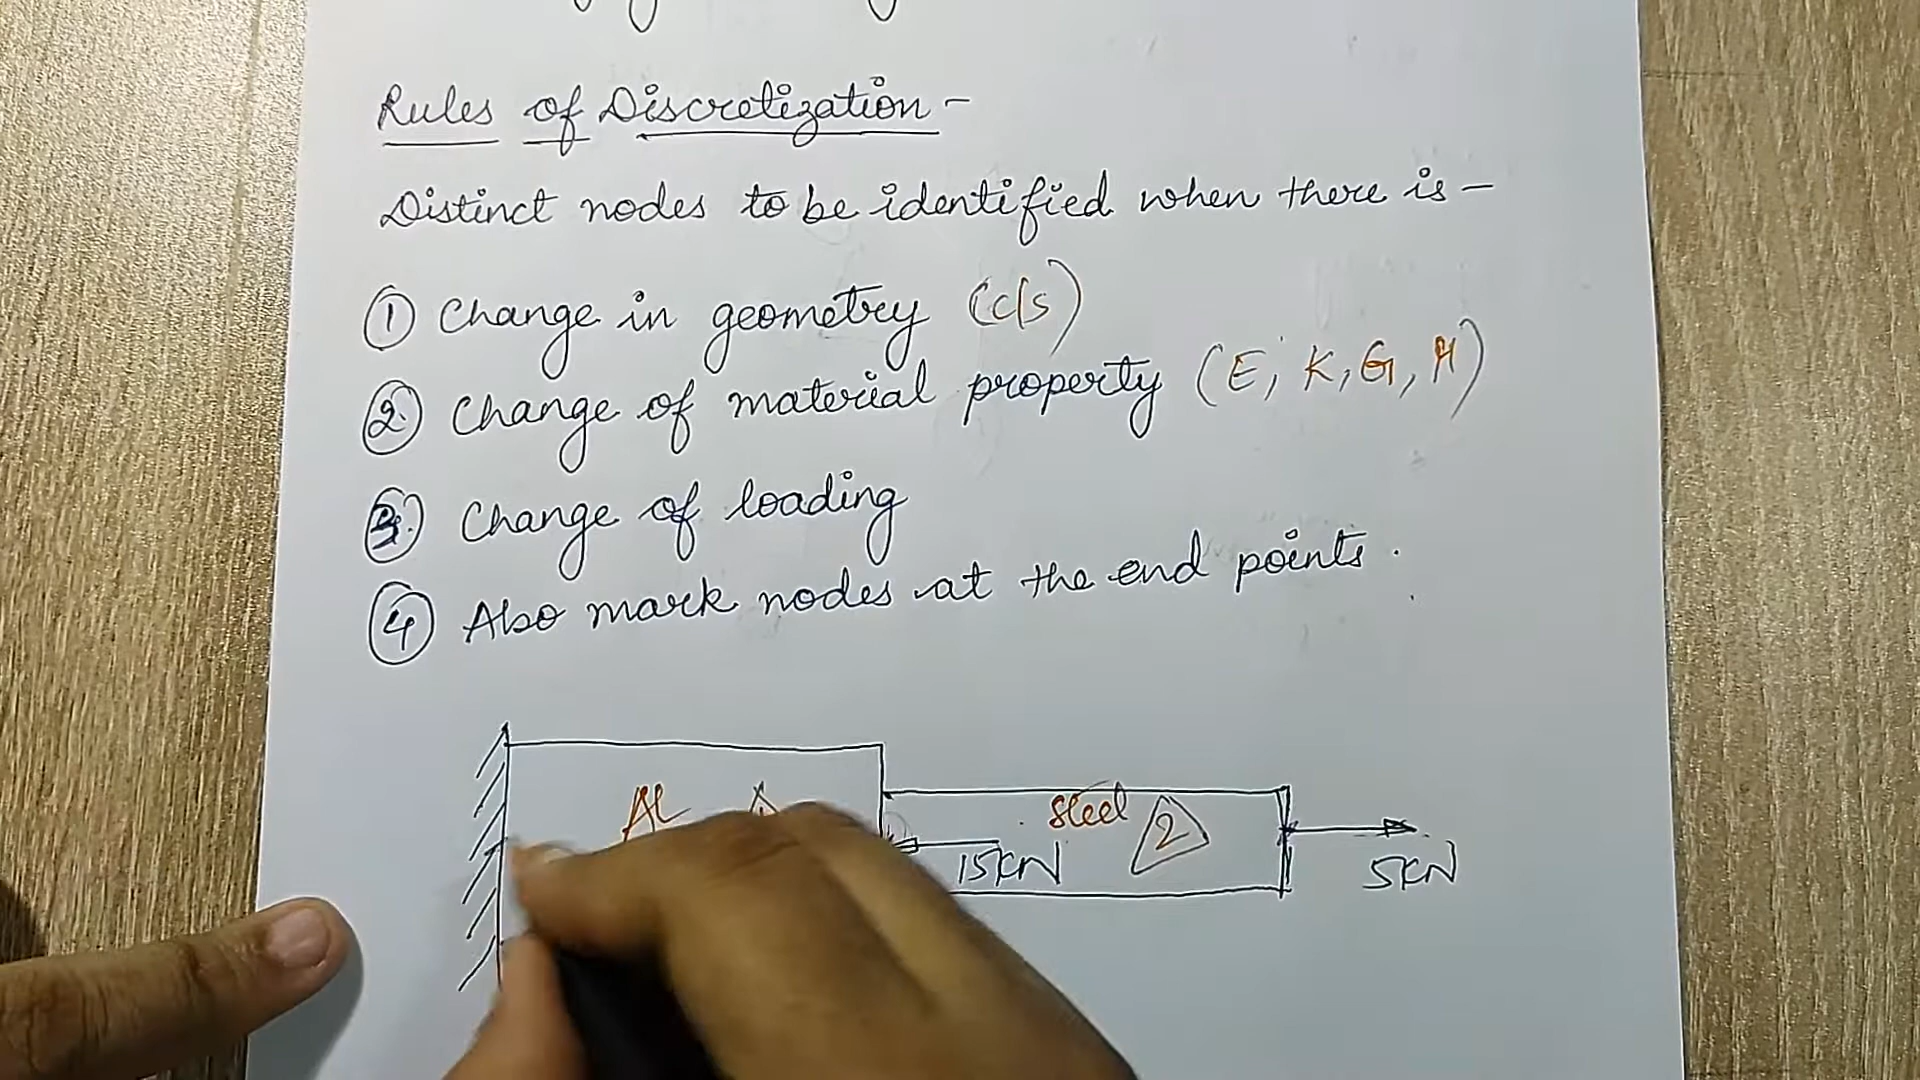 Rules of Discretization -
Distinct nodes to be identified when there is -
① Change in geometry (c/s)
②. Change of material property (E, K, G, H)
③.) Change of loading
④ Also mark nodes at the end points.
Al
Steel 2
15KN
5KN